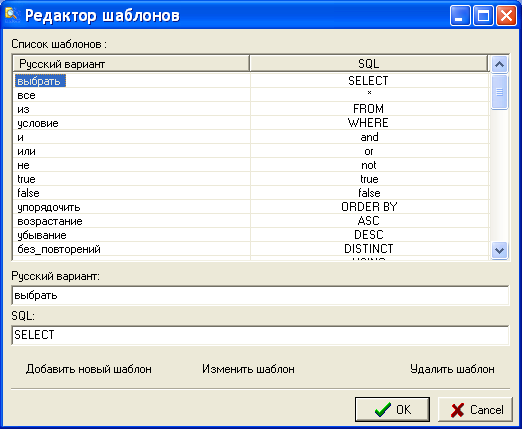 Редактор шаблонов
Список шаблонов :
Русский вариант SQL
выбрать SELECT
все *
из FROM
условие WHERE
и and
или or
не not
true true
false false
упорядочить ORDER BY
возрастание ASC
убывание DESC
без_повторений DISTINCT
Русский вариант:
выбрать
SQL:
SELECT
Добавить новый шаблон Изменить шаблон Удалить шаблон
OK Cancel